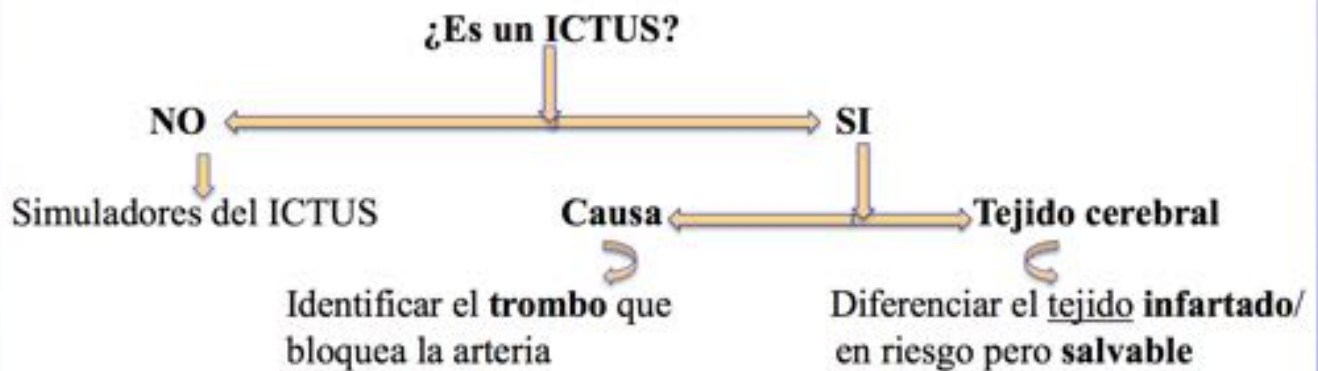 ¿Es un ICTUS?
NO
SI
Simuladores del ICTUS
Causa
Tejido cerebral
Identificar el trombo que
bloquea la arteria
Diferenciar el tejido infartado/
en riesgo pero salvable